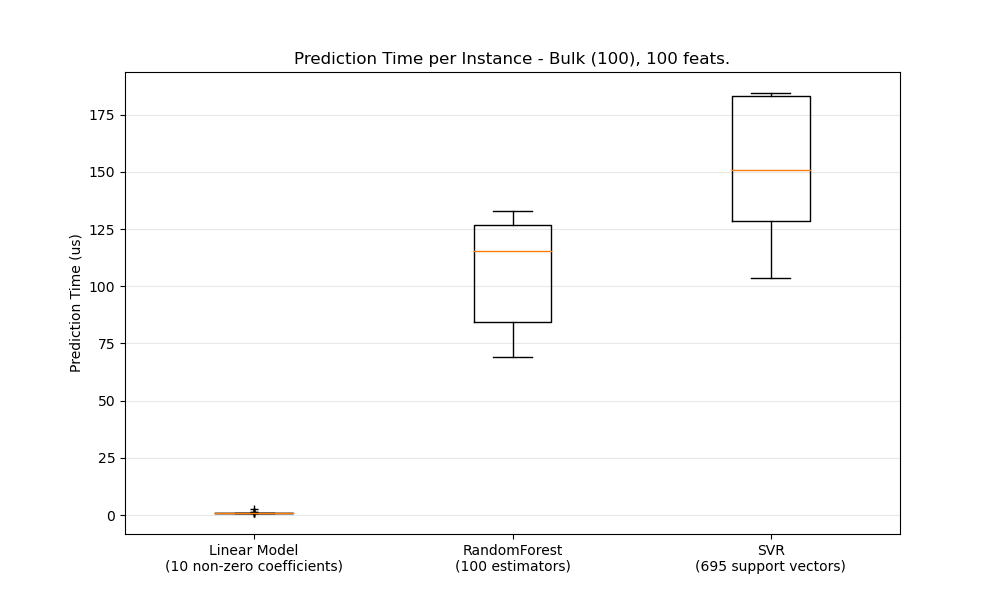 Prediction Time per Instance - Bulk (100), 100 feats.
Prediction Time (us)
175
150
125
100
75
50
25
0
Linear Model
(10 non-zero coefficients)
RandomForest
(100 estimators)
SVR
(695 support vectors)